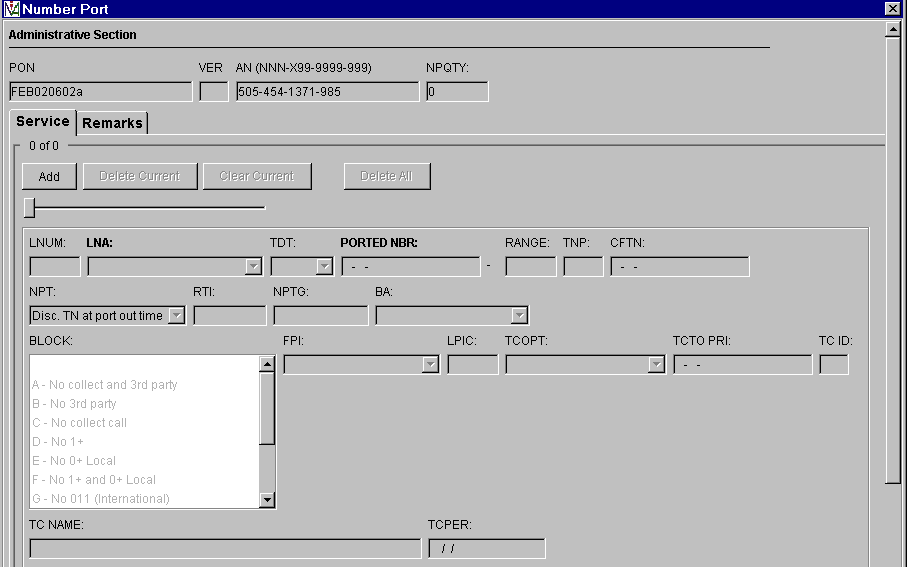 Number Port
Administrative Section
PON VER AN (NNN-X99-9999-999) NPQTY:
FEB020602a 505-454-1371-985 0
Service Remarks
0 of 0
Add Delete Current Clear Current Delete All
LNUM: LNA: TDT: PORTED NBR: RANGE: TNP: CFTN:
- - - - -
NPT: RTI: NPTG: BA:
Disc. TN at port out time
BLOCK: FPI: LPIC: TCOPT: TCTO PRI: TC ID:
- -
A - No collect and 3rd party
B - No 3rd party
C - No collect call
D - No 1+
E - No 0+ Local
F - No 1+ and 0+ Local
G - No 011 (International)
TC NAME: TCPER:
/ /